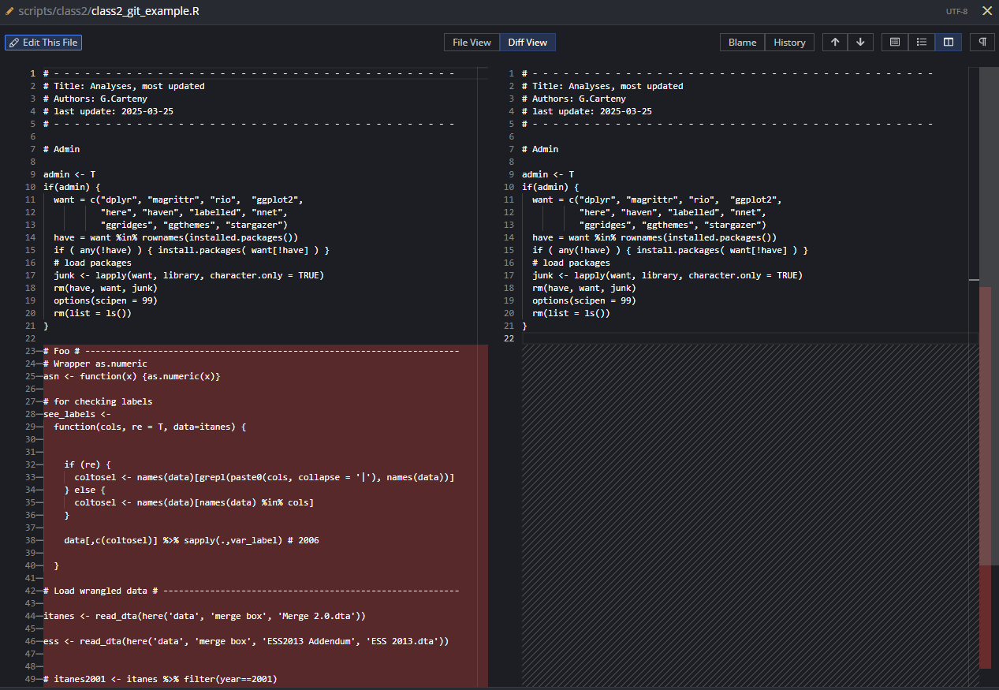 scripts/class2/class2_git_example.R
UTF-8
Edit This File
File View
Diff View
Blame
History
1 # - - - - - - - - - - - - - - - - - - - - - - - - - - - - - - - - - - - - - - -
2 # Title: Analyses, most updated
3 # Authors: G.Carteny
4 # last update: 2025-03-25
5 # - - - - - - - - - - - - - - - - - - - - - - - - - - - - - - - - - - - - - - -
6
7 # Admin
8
9 admin <- T
10 if(admin) {
11   want = c("dplyr", "magrittr", "rio",  "ggplot2",
12            "here", "haven", "labelled", "nnet",
13            "ggridges", "ggthemes", "stargazer")
14   have = want %in% rownames(installed.packages())
15   if ( any(!have) ) { install.packages( want[!have] ) }
16   # load packages
17   junk <- lapply(want, library, character.only = TRUE)
18   rm(have, want, junk)
19   options(scipen = 99)
20   rm(list = ls())
21 }
22
23− # Foo # ------------------------------------------------------------------------
24− # Wrapper as.numeric
25− asn <- function(x) {as.numeric(x)}
26−
27− # for checking labels
28− see_labels <-
29−   function(cols, re = T, data=itanes) {
30−
31−
32−     if (re) {
33−       coltosel <- names(data)[grepl(paste0(cols, collapse = '|'), names(data))]
34−     } else {
35−       coltosel <- names(data)[names(data) %in% cols]
36−     }
37−
38−     data[,c(coltosel)] %>% sapply(.,var_label) # 2006
39−
40−   }
41−
42− # Load wrangled data # ---------------------------------------------------------
43−
44− itanes <- read_dta(here('data', 'merge box', 'Merge 2.0.dta'))
45−
46− ess <- read_dta(here('data', 'merge box', 'ESS2013 Addendum', 'ESS 2013.dta'))
47−
48−
49− # itanes2001 <- itanes %>% filter(year==2001)
1 # - - - - - - - - - - - - - - - - - - - - - - - - - - - - - - - - - - - - - - -
2 # Title: Analyses, most updated
3 # Authors: G.Carteny
4 # last update: 2025-03-25
5 # - - - - - - - - - - - - - - - - - - - - - - - - - - - - - - - - - - - - - - -
6
7 # Admin
8
9 admin <- T
10 if(admin) {
11   want = c("dplyr", "magrittr", "rio",  "ggplot2",
12            "here", "haven", "labelled", "nnet",
13            "ggridges", "ggthemes", "stargazer")
14   have = want %in% rownames(installed.packages())
15   if ( any(!have) ) { install.packages( want[!have] ) }
16   # load packages
17   junk <- lapply(want, library, character.only = TRUE)
18   rm(have, want, junk)
19   options(scipen = 99)
20   rm(list = ls())
21 }
22